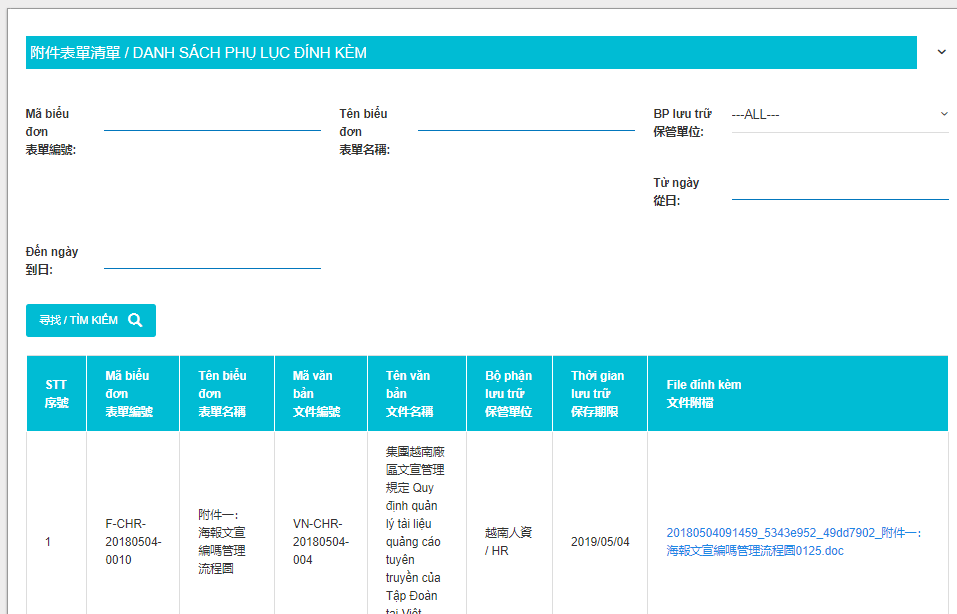 附件表單清單 / DANH SÁCH PHỤ LỤC ĐÍNH KÈM
Mã biểu
đơn
表單編號:
Tên biểu
đơn
表單名稱:
BP lưu trữ
保管單位:
---ALL---
Từ ngày
從日:
Đến ngày
到日:
尋找 / TÌM KIẾM
STT
序號
Mã biểu
đơn
表單編號
Tên biểu
đơn
表單名稱
Mã văn
bản
文件編號
Tên văn
bản
文件名稱
Bộ phận
lưu trữ
保管單位
Thời gian
lưu trữ
保存期限
File đính kèm
文件附檔
1
F-CHR-
20180504-
0010
附件一:
海報文宣
編嗎管理
流程圖
VN-CHR-
20180504-
004
集團越南廠
區文宣管理
規定 Quy
định quản
lý tài liệu
quảng cáo
tuyên
truyền của
Tập Đoàn
tại Việt
越南人資
/ HR
2019/05/04
20180504091459_5343e952_49dd7902_附件一:
海報文宣編嗎管理流程圖0125.doc